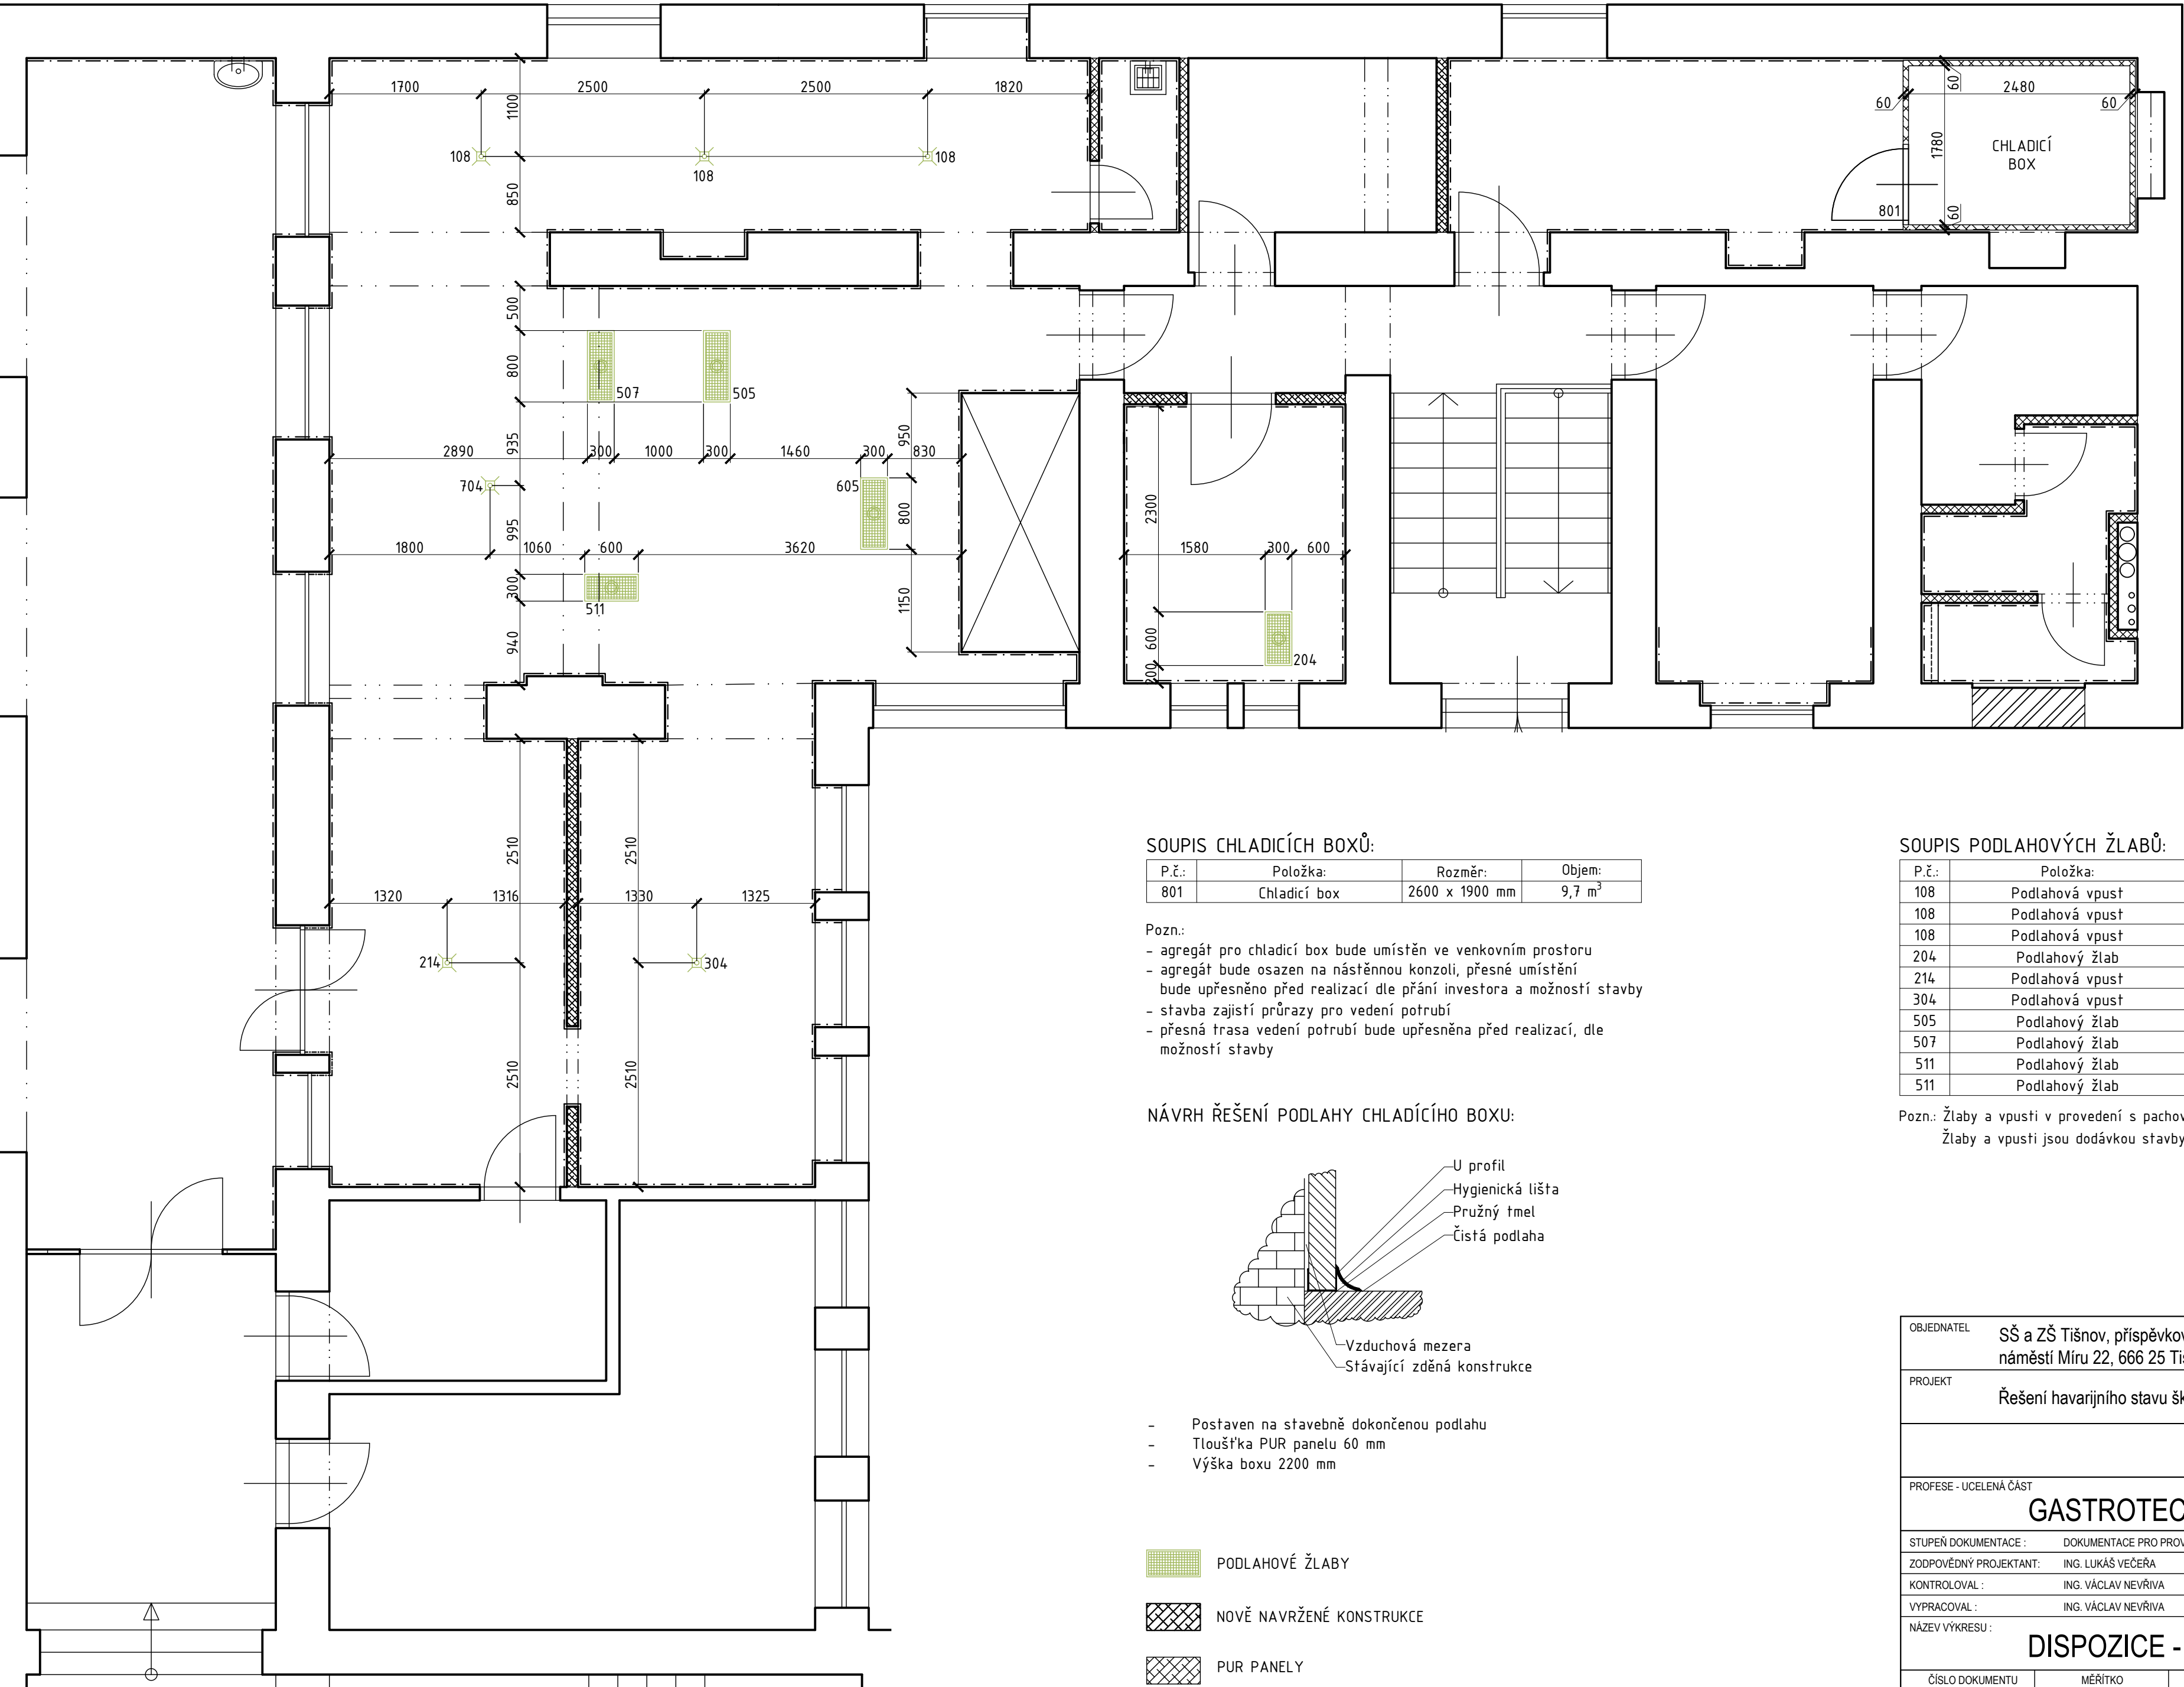 1700
2500
2500
1820
1100
108
108
108
850
60
2480
60
60
1780
CHLADICÍ
BOX
801
60
500
800
507
505
935
2890
300
1000
300
1460
300
830
950
704
605
800
995
1800
1060
600
3620
300
511
1150
940
2300
1580
300
600
600
204
200
2510
2510
1320
1316
1330
1325
214
304
2510
2510
SOUPIS CHLADICÍCH BOXŮ:
P.č.: Položka: Rozměr: Objem:
801 Chladicí box 2600 x 1900 mm 9,7 m³
Pozn.:
- agregát pro chladicí box bude umístěn ve venkovním prostoru
- agregát bude osazen na nástěnnou konzoli, přesné umístění
bude upřesněno před realizací dle přání investora a možností stavby
- stavba zajistí průrazy pro vedení potrubí
- přesná trasa vedení potrubí bude upřesněna před realizací, dle
možností stavby
NÁVRH ŘEŠENÍ PODLAHY CHLADÍCÍHO BOXU:
U profil
Hygienická lišta
Pružný tmel
Čistá podlaha
Vzduchová mezera
Stávající zděná konstrukce
- Postaven na stavebně dokončenou podlahu
- Tloušťka PUR panelu 60 mm
- Výška boxu 2200 mm
PODLAHOVÉ ŽLABY
NOVĚ NAVRŽENÉ KONSTRUKCE
PUR PANELY
SOUPIS PODLAHOVÝCH ŽLABŮ:
P.č.: Položka:
108 Podlahová vpust
108 Podlahová vpust
108 Podlahová vpust
204 Podlahový žlab
214 Podlahová vpust
304 Podlahová vpust
505 Podlahový žlab
507 Podlahový žlab
511 Podlahový žlab
511 Podlahový žlab
Pozn.: Žlaby a vpusti v provedení s pachov
Žlaby a vpusti jsou dodávkou stavby
OBJEDNATEL
SŠ a ZŠ Tišnov, příspěvkov
náměstí Míru 22, 666 25 Tiš
PROJEKT
Řešení havarijního stavu šk
PROFESE - UCELENÁ ČÁST
GASTROTEC
STUPEŇ DOKUMENTACE : DOKUMENTACE PRO PROV
ZODPOVĚDNÝ PROJEKTANT: ING. LUKÁŠ VEČEŘA
KONTROLOVAL : ING. VÁCLAV NEVŘIVA
VYPRACOVAL : ING. VÁCLAV NEVŘIVA
NÁZEV VÝKRESU :
DISPOZICE -
ČÍSLO DOKUMENTU MĚŘÍTKO